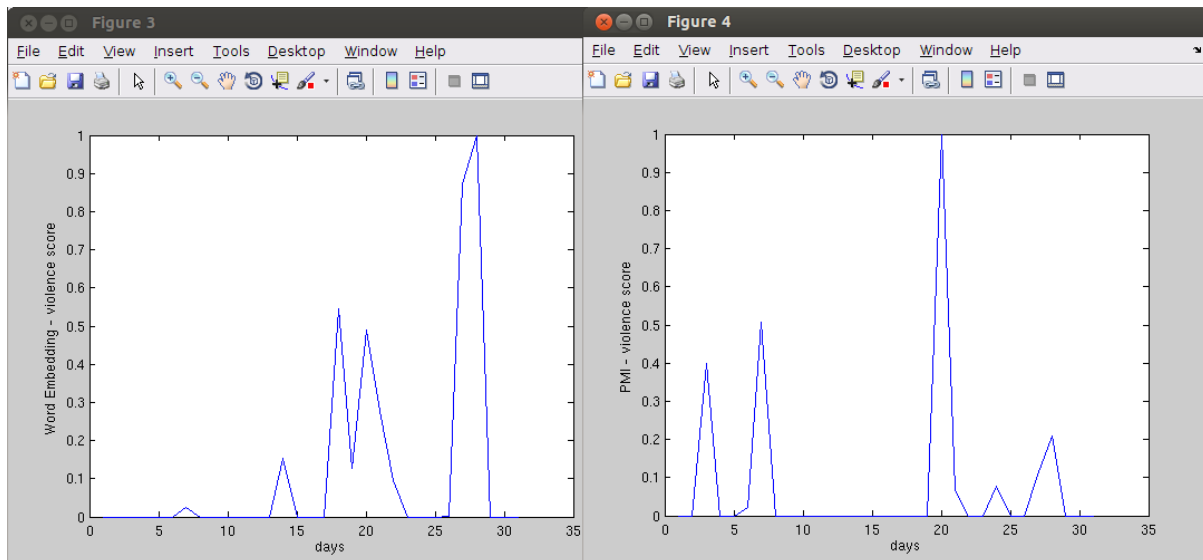 Figure 3
File Edit View Insert Tools Desktop Window Help
1
0.9
0.8
0.7
0.6
0.5
0.4
0.3
0.2
0.1
0
Word Embedding - violence score
0 5 10 15 20 25 30 35
days
Figure 4
File Edit View Insert Tools Desktop Window Help
1
0.9
0.8
0.7
0.6
0.5
0.4
0.3
0.2
0.1
0
PMI - violence score
0 5 10 15 20 25 30 35
days